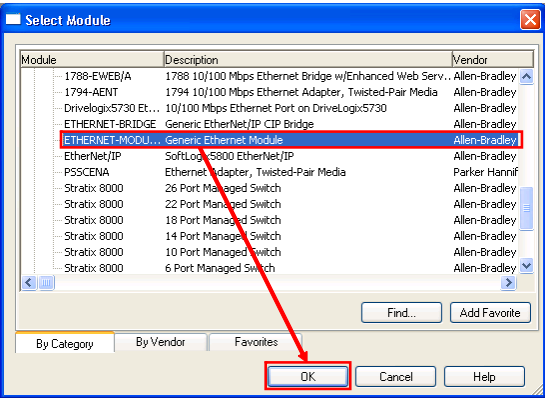 Select Module
Module Description Vendor
1788-EWEB/A 1788 10/100 Mbps Ethernet Bridge w/Enhanced Web Serv.. Allen-Bradley
1794-AENT 1794 10/100 Mbps Ethernet Adapter, Twisted-Pair Media Allen-Bradley
Drivelogix5730 Et... 10/100 Mbps Ethernet Port on DriveLogix5730 Allen-Bradley
ETHERNET-BRIDGE Generic EtherNet/IP CIP Bridge Allen-Bradley
ETHERNET-MODU... Generic Ethernet Module Allen-Bradley
EtherNet/IP SoftLogix5800 EtherNet/IP Allen-Bradley
PSSCENA Ethernet Adapter, Twisted-Pair Media Parker Hannif
Stratix 8000 26 Port Managed Switch Allen-Bradley
Stratix 8000 22 Port Managed Switch Allen-Bradley
Stratix 8000 18 Port Managed Switch Allen-Bradley
Stratix 8000 14 Port Managed Switch Allen-Bradley
Stratix 8000 10 Port Managed Switch Allen-Bradley
Stratix 8000 6 Port Managed Switch Allen-Bradley
Find... Add Favorite
By Category By Vendor Favorites
OK Cancel Help